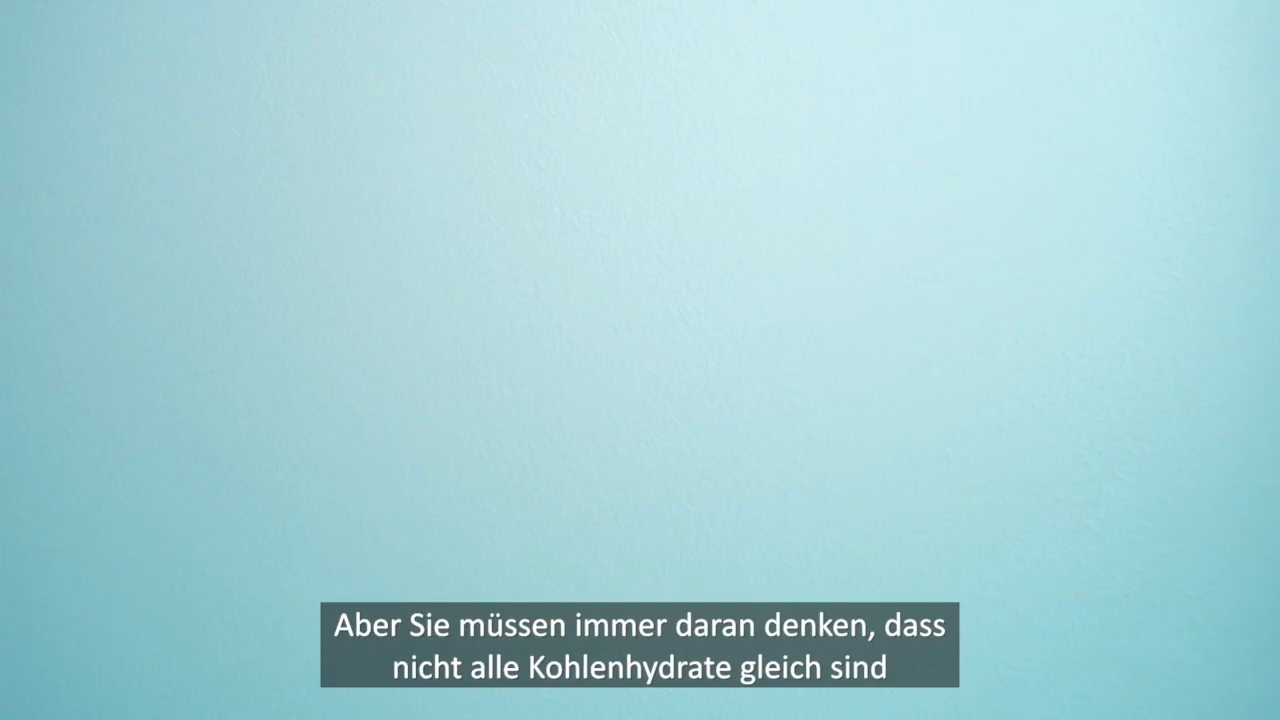 Aber Sie müssen immer daran denken, dass
nicht alle Kohlenhydrate gleich sind